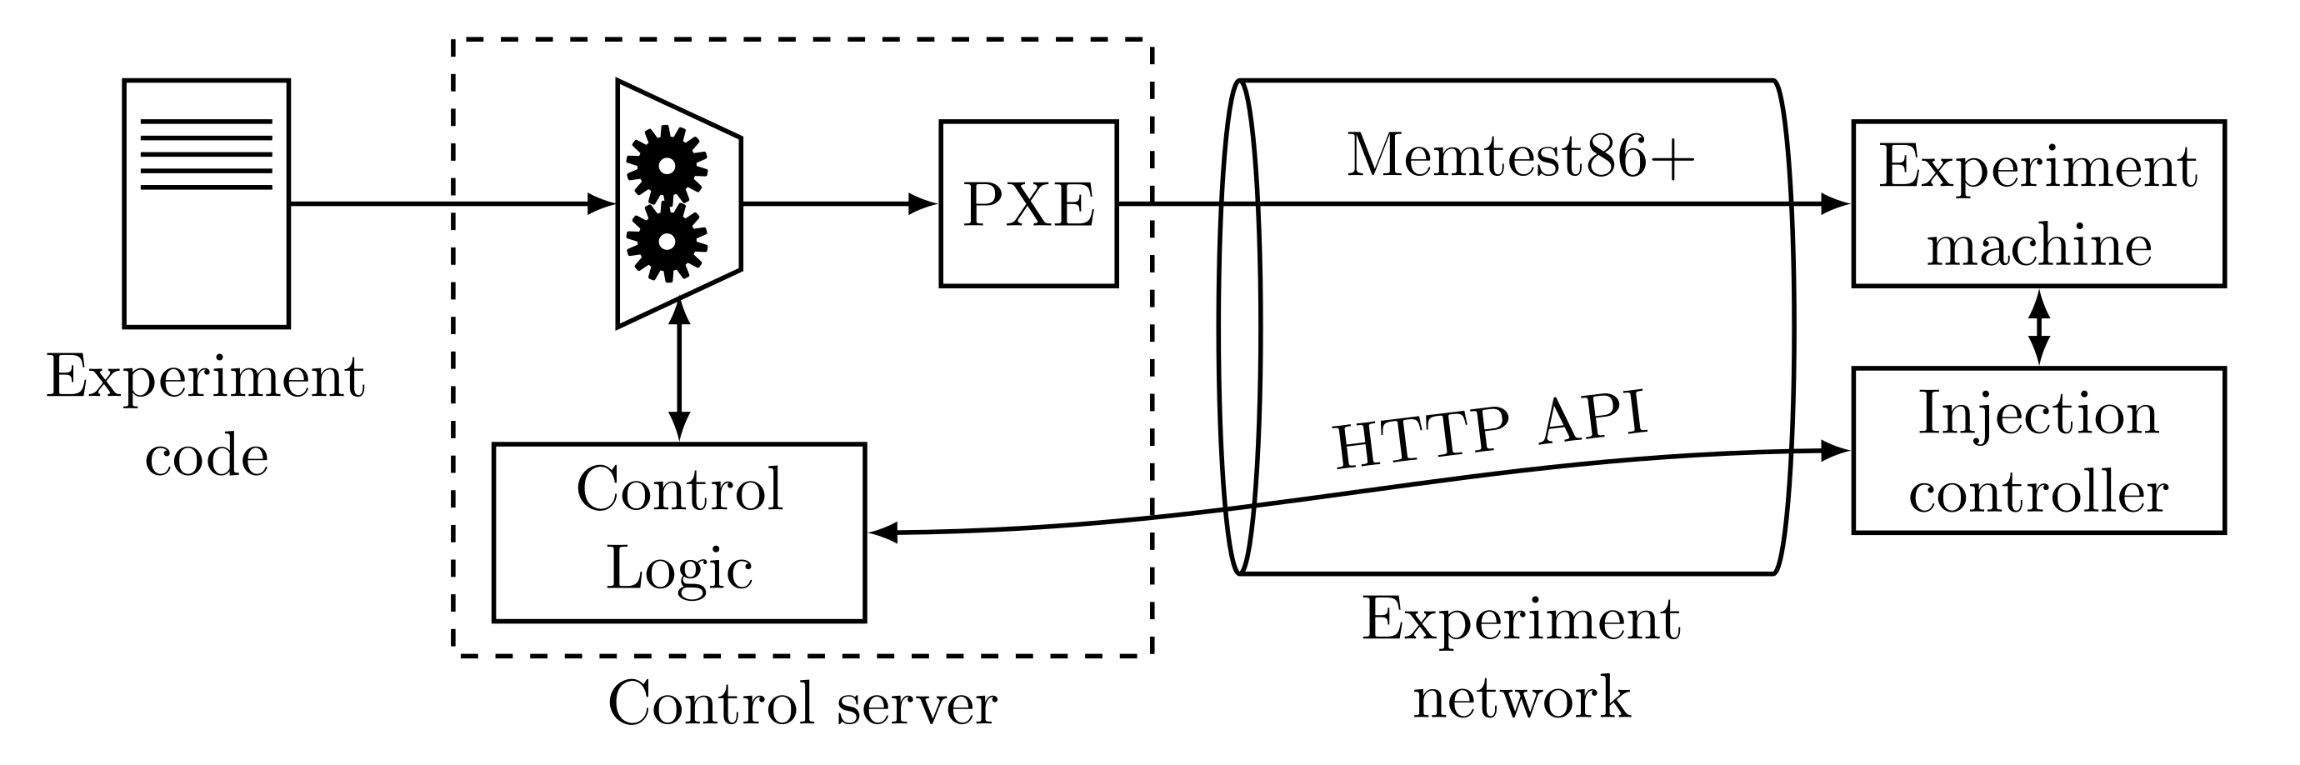 Experiment
code
PXE
Control
Logic
Control server
Memtest86+
HTTP API
Experiment
network
Experiment
machine
Injection
controller